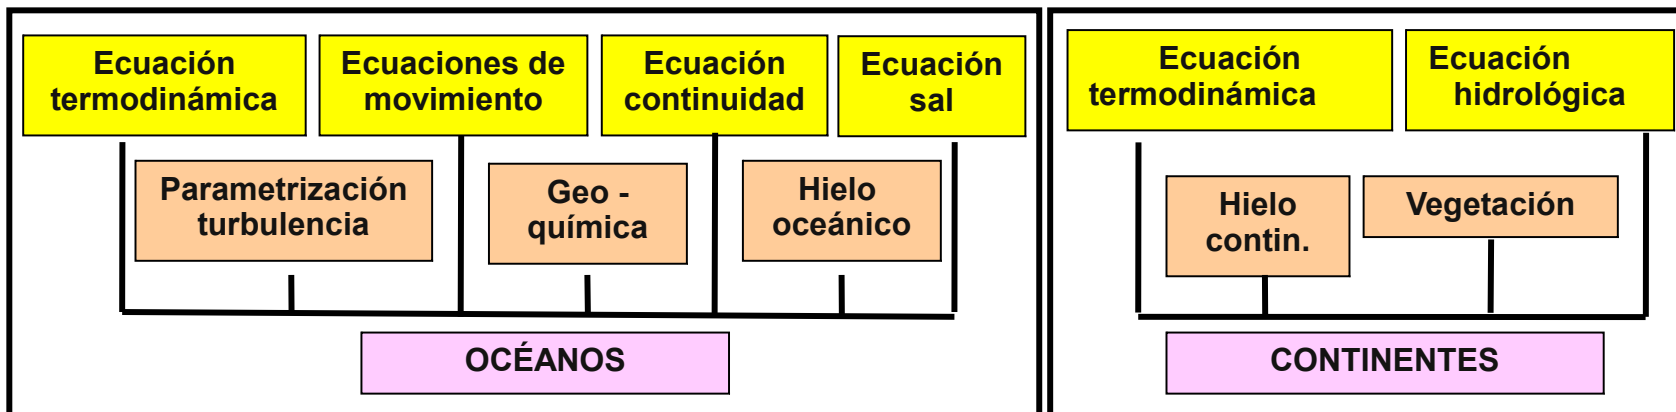 Ecuación
termodinámica
Ecuaciones de
movimiento
Ecuación
continuidad
Ecuación
sal
Parametrización
turbulencia
Geo -
química
Hielo
oceánico
OCÉANOS
Ecuación
termodinámica
Ecuación
hidrológica
Hielo
contin.
Vegetación
CONTINENTES